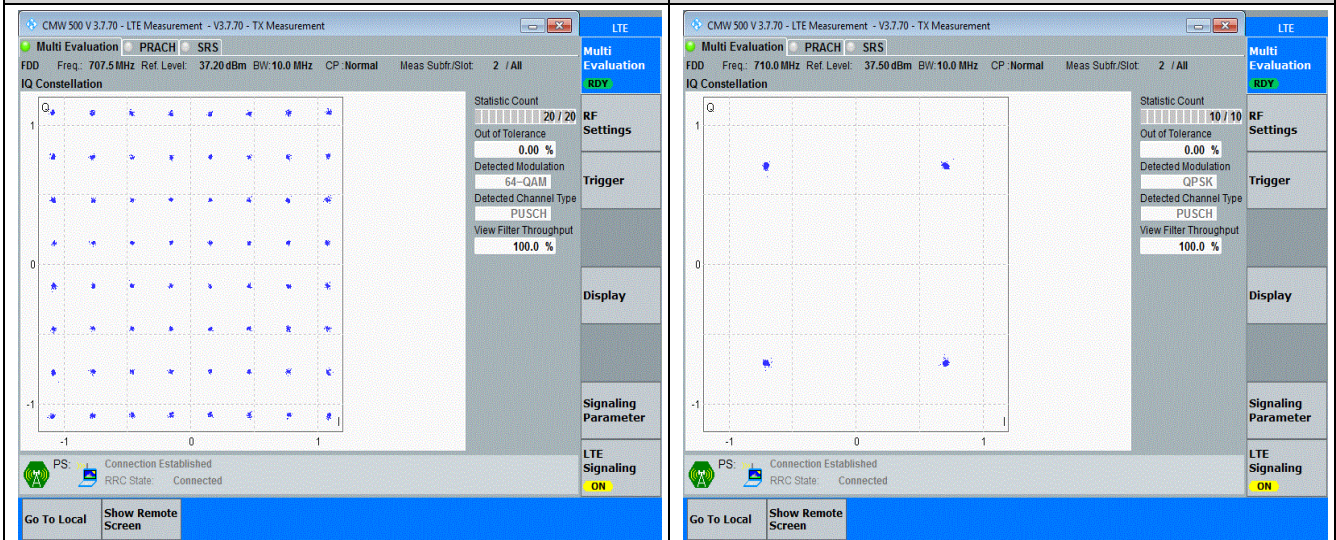 CMW 500 V 3.7.70 - LTE Measurement - V3.7.70 - TX Measurement
LTE
Multi Evaluation PRACH SRS
Multi
Evaluation
RDY
FDD Freq.: 707.5 MHz Ref. Level: 37.20 dBm BW: 10.0 MHz CP :Normal Meas Subfr./Slot: 2 / All
IQ Constellation
Q
1
0
-1
I
-1 0 1
Statistic Count
20 / 20
Out of Tolerance
0.00 %
Detected Modulation
64-QAM
Detected Channel Type
PUSCH
View Filter Throughput
100.0 %
RF
Settings
Trigger
Display
Signaling
Parameter
LTE
Signaling
ON
PS: Connection Established
RRC State: Connected
Go To Local
Show Remote
Screen
CMW 500 V 3.7.70 - LTE Measurement - V3.7.70 - TX Measurement
LTE
Multi Evaluation PRACH SRS
Multi
Evaluation
RDY
FDD Freq.: 710.0 MHz Ref. Level: 37.50 dBm BW: 10.0 MHz CP :Normal Meas Subfr./Slot: 2 / All
IQ Constellation
Q
1
0
-1
I
-1 0 1
Statistic Count
10 / 10
Out of Tolerance
0.00 %
Detected Modulation
QPSK
Detected Channel Type
PUSCH
View Filter Throughput
100.0 %
RF
Settings
Trigger
Display
Signaling
Parameter
LTE
Signaling
ON
PS: Connection Established
RRC State: Connected
Go To Local
Show Remote
Screen